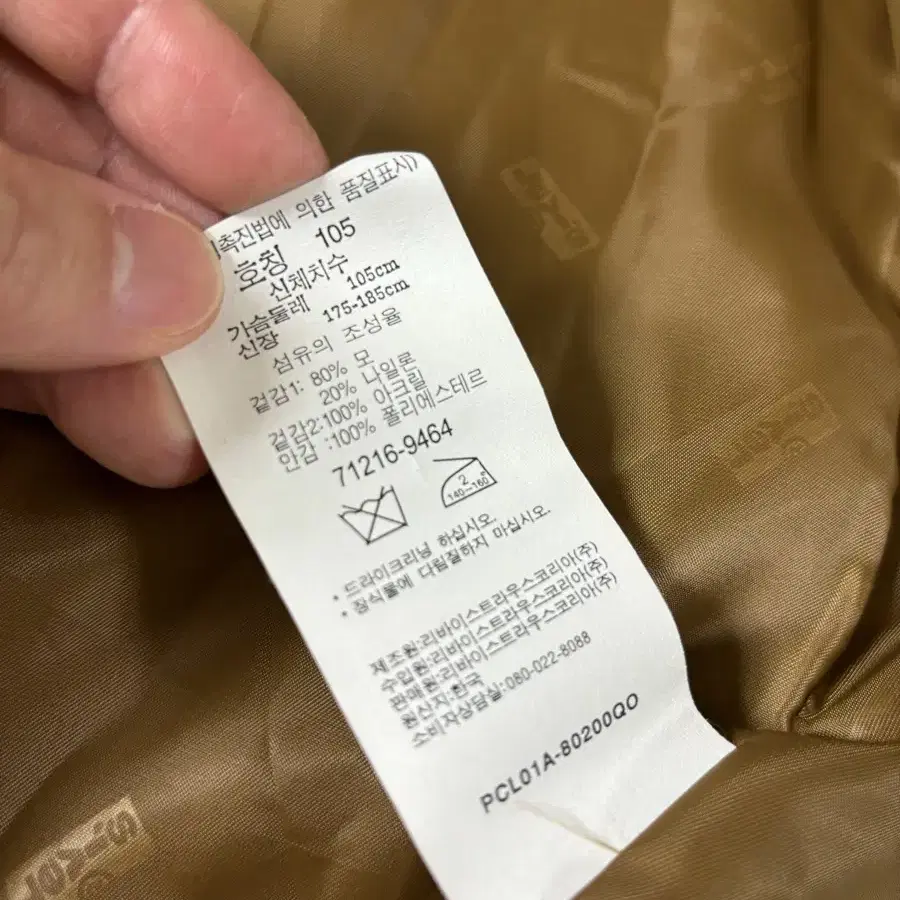 촉진법에 의한 품질표시)
호칭 105
신체치수
가슴둘레 105cm
신장 175-185cm
섬유의 조성율
겉감1: 80% 모
20% 나일론
겉감2:100% 아크릴
안감 :100% 폴리에스테르
71216-9464
2
140~160°
• 드라이크리닝 하십시오.
• 장식물에 다림질하지 마십시오.
제조원:리바이스트라우스코리아(주)
수입원:리바이스트라우스코리아(주)
판매원:리바이스트라우스코리아(주)
원산지:한국
소비자상담실:080-022-8088
PCL01A-80200QO